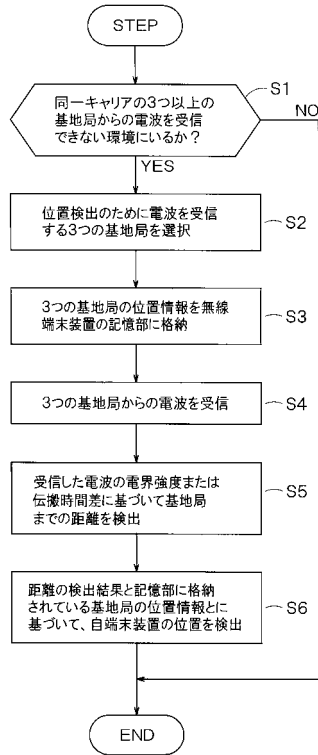 STEP
同一キャリアの3つ以上の
基地局からの電波を受信
できない環境にいるか?
S1
NO
YES
位置検出のために電波を受信
する3つの基地局を選択
S2
3つの基地局の位置情報を無線
端末装置の記憶部に格納
S3
3つの基地局からの電波を受信
S4
受信した電波の電界強度または
伝搬時間差に基づいて基地局
までの距離を検出
S5
距離の検出結果と記憶部に格納
されている基地局の位置情報とに
基づいて、自端末装置の位置を検出
S6
END